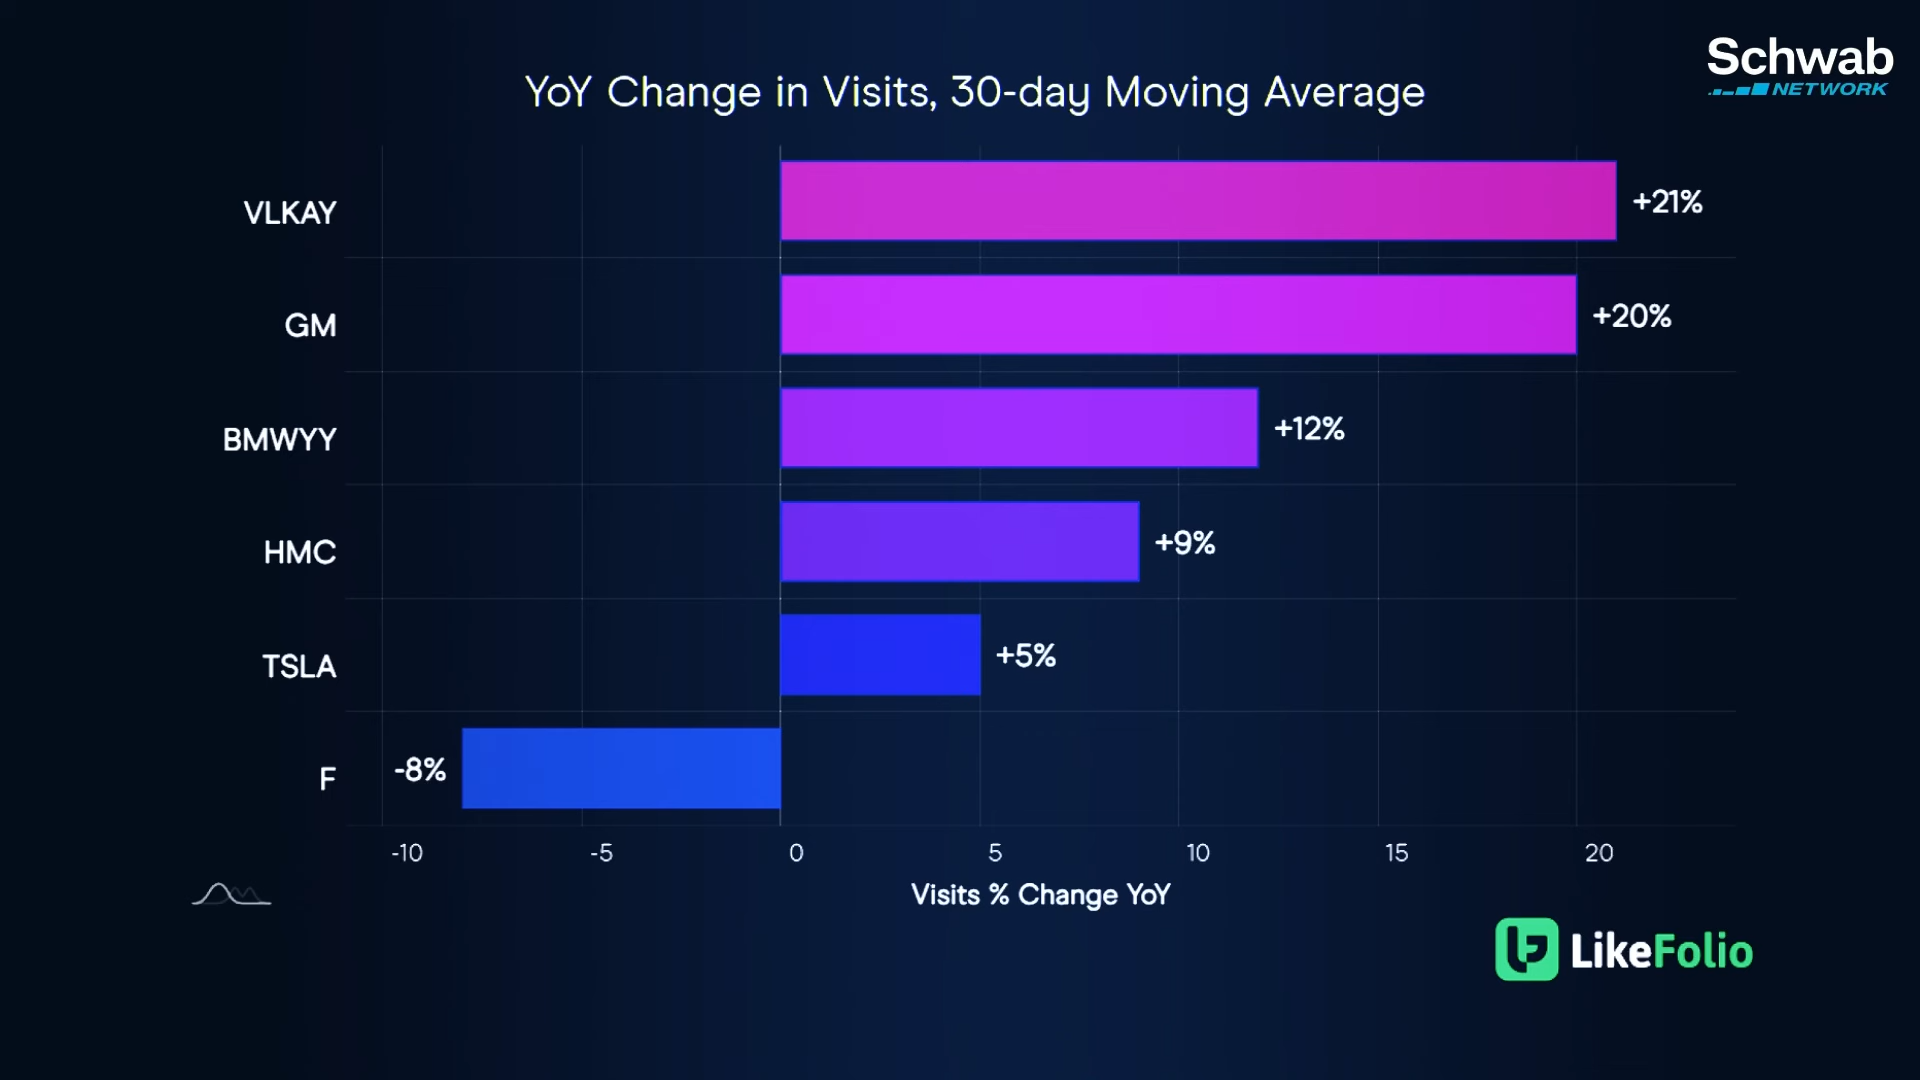 Schwab
NETWORK
YoY Change in Visits, 30-day Moving Average
VLKAY
+21%
GM
+20%
BMWYY
+12%
HMC
+9%
TSLA
+5%
F
-8%
-10 -5 0 5 10 15 20
Visits % Change YoY
LikeFolio